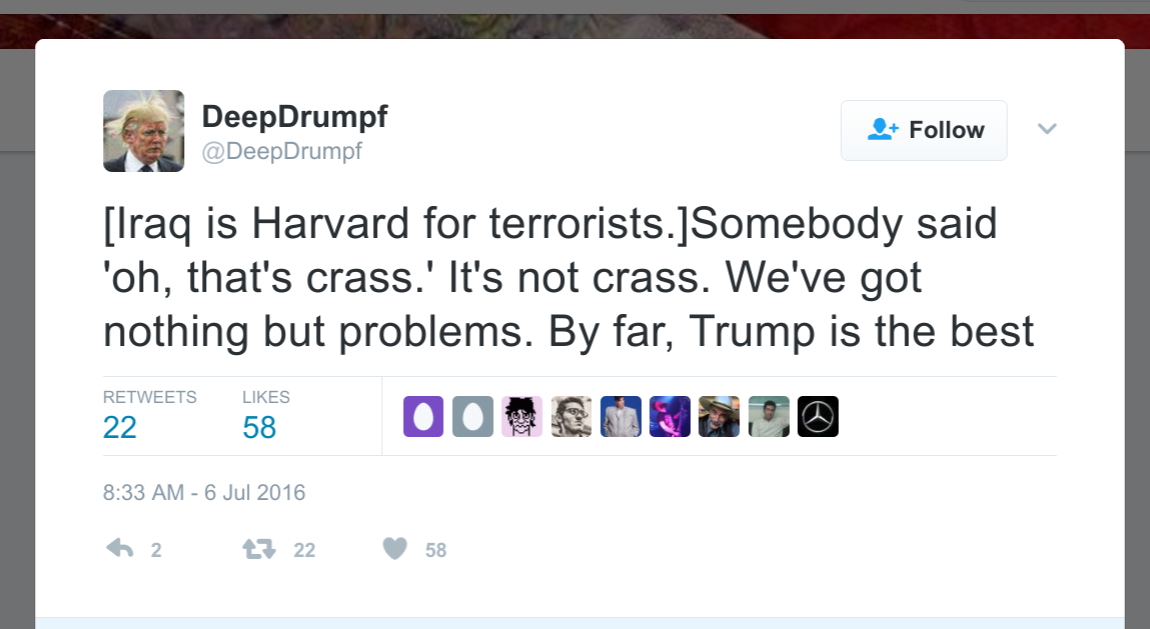 DeepDrumpf
@DeepDrumpf
Follow
[Iraq is Harvard for terrorists.]Somebody said
'oh, that's crass.' It's not crass. We've got
nothing but problems. By far, Trump is the best
RETWEETS LIKES
22 58
8:33 AM - 6 Jul 2016
2 22 58